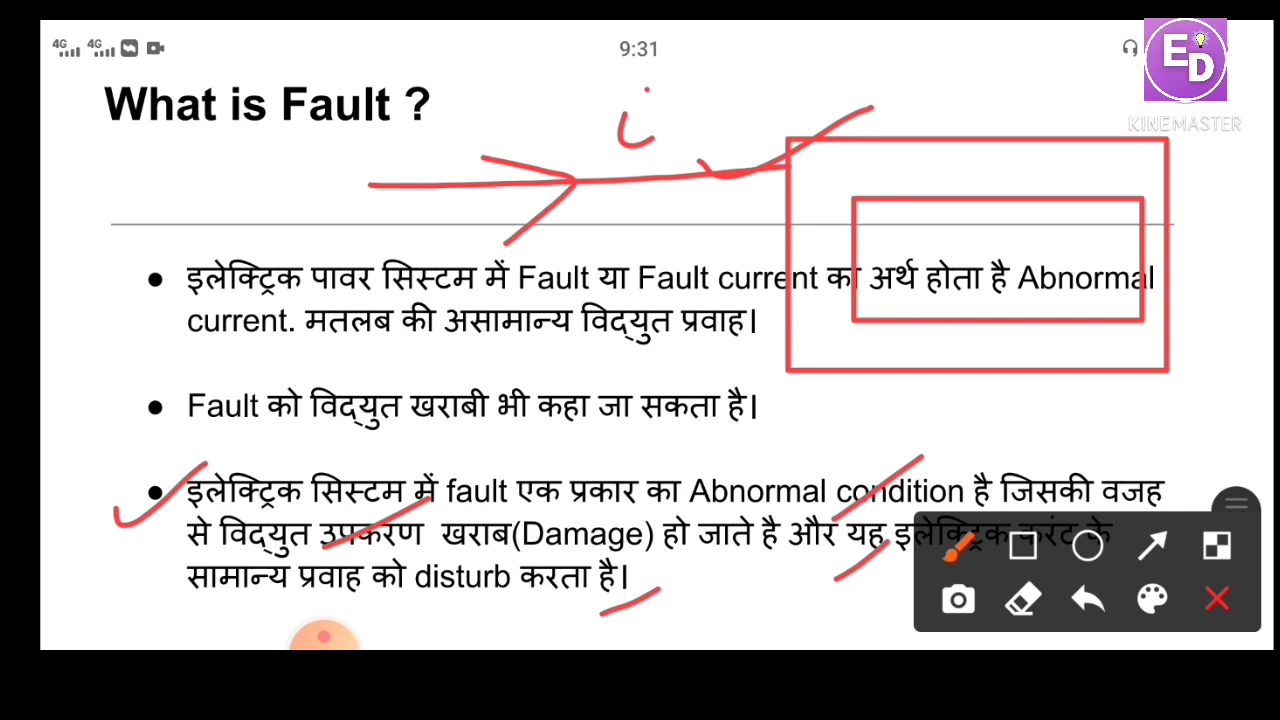 4G 4G 9:31
ED
KINEMASTER
What is Fault ?
i
● इलेक्ट्रिक पावर सिस्टम में Fault या Fault current का अर्थ होता है Abnormal
current. मतलब की असामान्य विद्युत प्रवाह।
● Fault को विद्युत खराबी भी कहा जा सकता है।
● इलेक्ट्रिक सिस्टम में fault एक प्रकार का Abnormal condition है जिसकी वजह
से विद्युत उपकरण खराब(Damage) हो जाते है और यह इलेक्ट्रिक करंट के
सामान्य प्रवाह को disturb करता है।